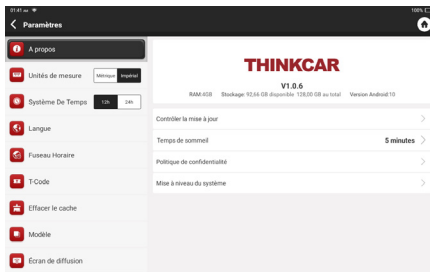 01:41 am
100%
Paramètres
A propos
Unités de mesure Métrique Impérial
Système De Temps 12h 24h
Langue
Fuseau Horaire
T-Code
Effacer le cache
Modèle
Écran de diffusion
THINKCAR
V1.0.6
RAM:4GB Stockage: 92,66 GB disponible 128,00 GB au total Version Android:10
Contrôler la mise à jour
Temps de sommeil 5 minutes
Politique de confidentialité
Mise à niveau du système